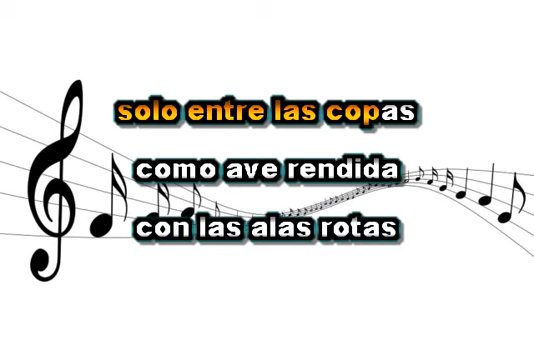 solo entre las copas
como ave rendida
con las alas rotas